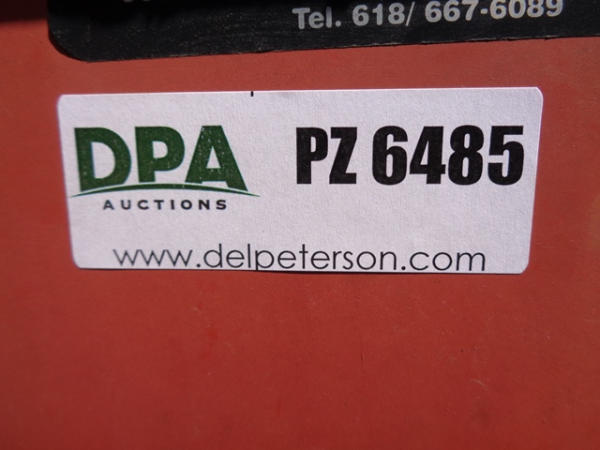 Tel. 618/ 667-6089
DPA PZ 6485
AUCTIONS
www.delpeterson.com